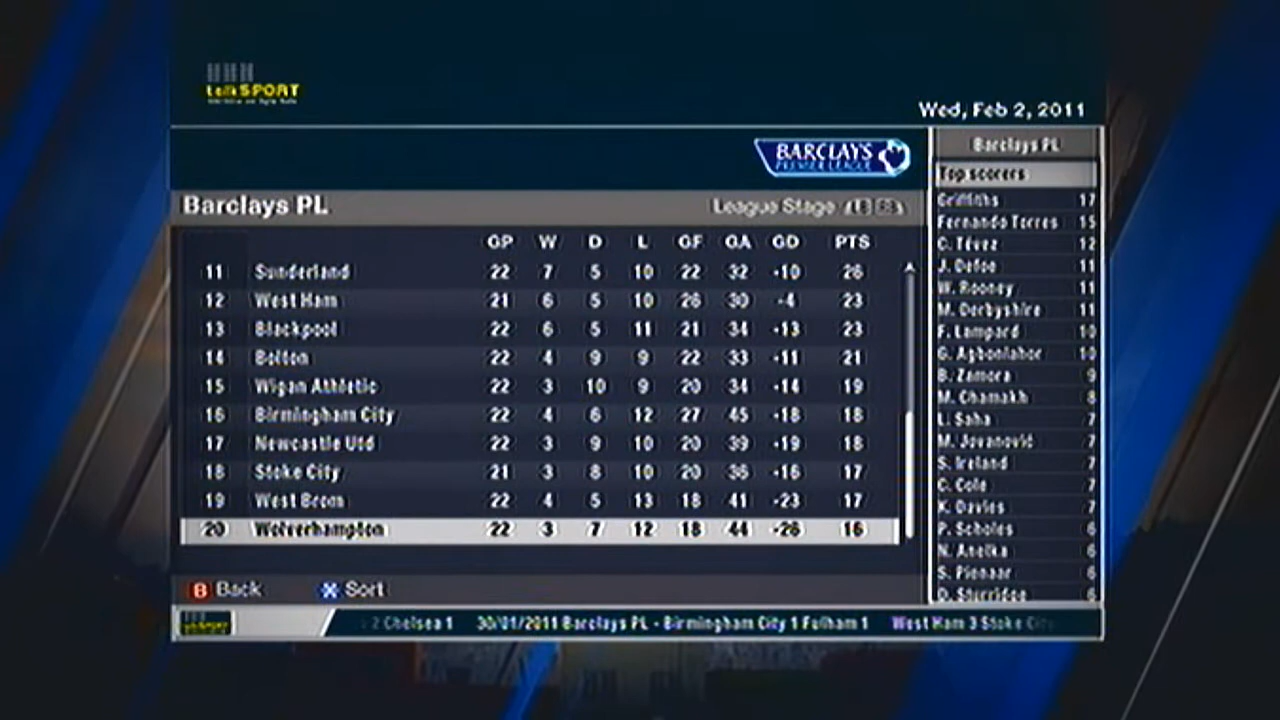 talkSPORT
Wed, Feb 2, 2011
BARCLAYS
PREMIER LEAGUE
Barclays PL
League Stage
GP W D L GF GA GD PTS
11 Sunderland 22 7 5 10 22 32 -10 26
12 West Ham 21 6 5 10 26 30 -4 23
13 Blackpool 22 6 5 11 21 34 -13 23
14 Bolton 22 4 9 9 22 33 -11 21
15 Wigan Athletic 22 3 10 9 20 34 -14 19
16 Birmingham City 22 4 6 12 27 45 -18 18
17 Newcastle Utd 22 3 9 10 20 39 -19 18
18 Stoke City 21 3 8 10 20 36 -16 17
19 West Brom 22 4 5 13 18 41 -23 17
20 Wolverhampton 22 3 7 12 18 44 -26 16
Barclays PL
Top scorers
Griffiths 17
Fernando Torres 15
C. Tévez 12
J. Defoe 11
W. Rooney 11
M. Derbyshire 11
F. Lampard 10
G. Agbonlahor 10
B. Zamora 9
M. Chamakh 8
L. Saha 7
M. Jovanović 7
S. Ireland 7
C. Cole 7
K. Davies 7
P. Scholes 6
N. Anelka 6
S. Pienaar 6
D. Sturridge 6
B Back X Sort
2 Chelsea 1 30/01/2011 Barclays PL - Birmingham City 1 Fulham 1 West Ham 3 Stoke City